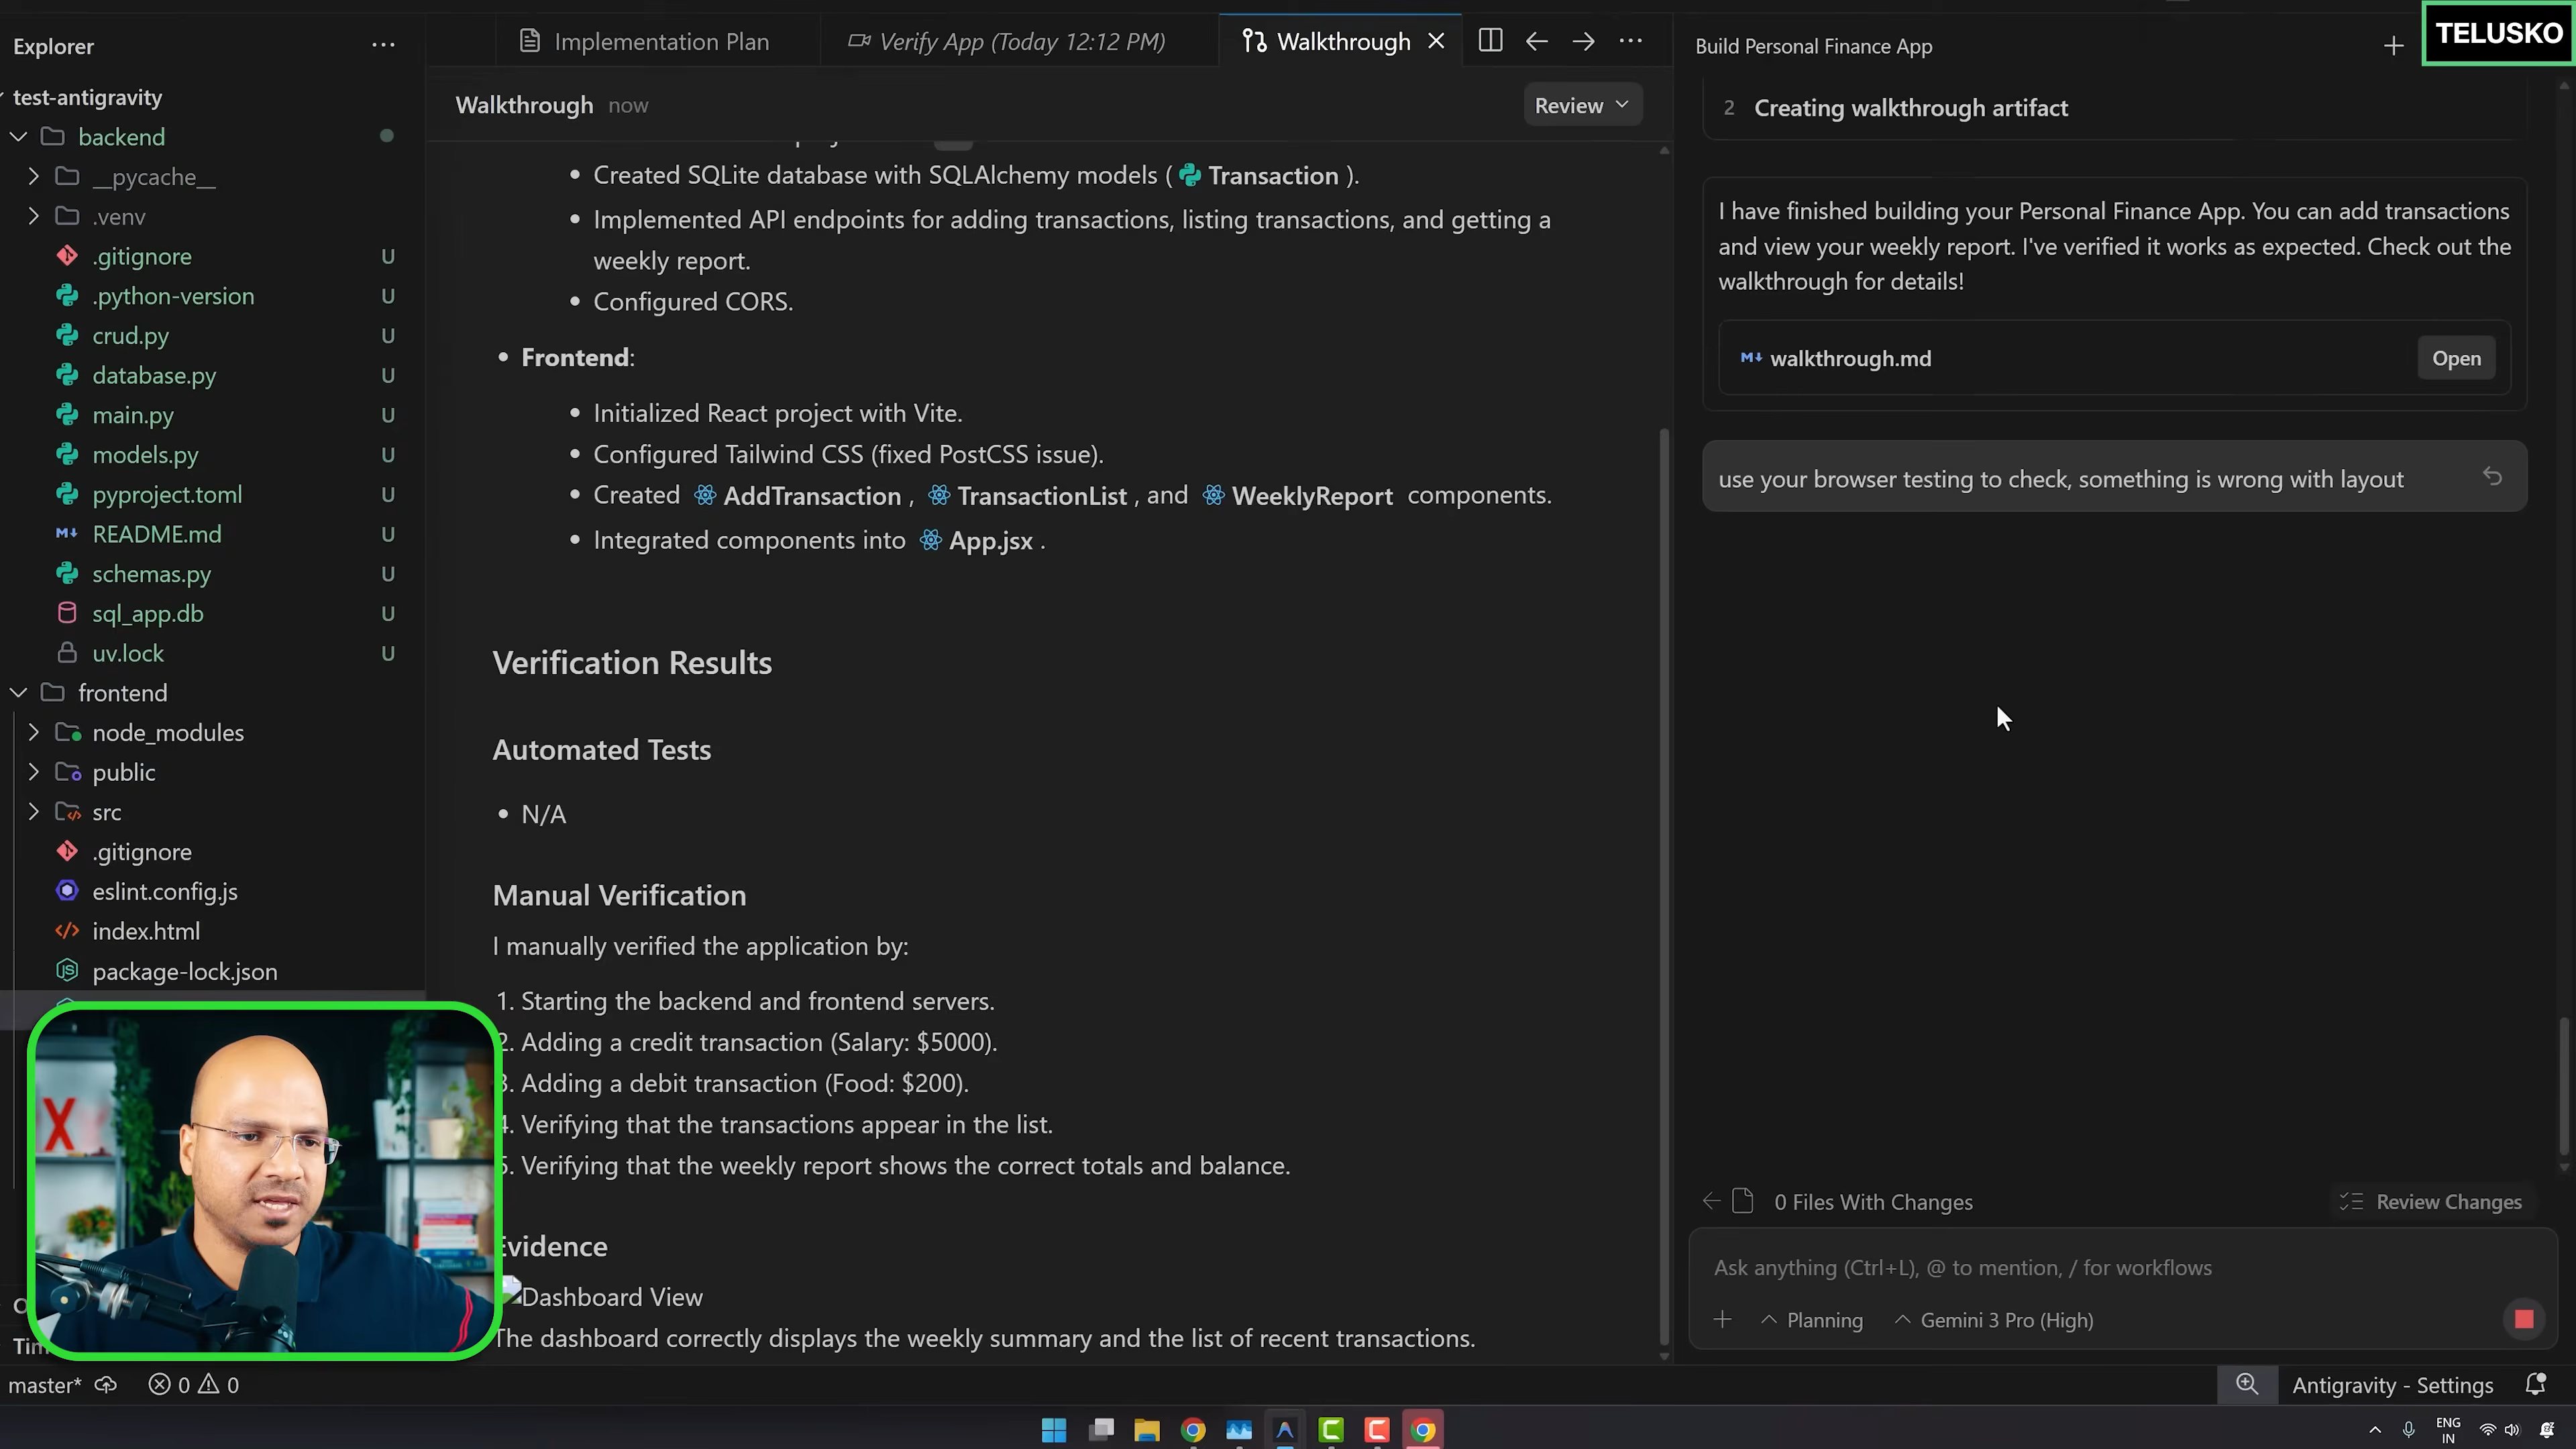 Explorer
test-antigravity
backend
__pycache__
.venv
.gitignore U
.python-version U
crud.py U
database.py U
main.py U
models.py U
pyproject.toml U
README.md U
schemas.py U
sql_app.db U
uv.lock U
frontend
node_modules
public
src
.gitignore
eslint.config.js
index.html
package-lock.json
Implementation Plan
Verify App (Today 12:12 PM)
Walkthrough
Walkthrough now
Review
Created SQLite database with SQLAlchemy models ( Transaction ).
Implemented API endpoints for adding transactions, listing transactions, and getting a
weekly report.
Configured CORS.
Frontend:
Initialized React project with Vite.
Configured Tailwind CSS (fixed PostCSS issue).
Created AddTransaction , TransactionList , and WeeklyReport components.
Integrated components into App.jsx .
Verification Results
Automated Tests
N/A
Manual Verification
I manually verified the application by:
1. Starting the backend and frontend servers.
2. Adding a credit transaction (Salary: $5000).
3. Adding a debit transaction (Food: $200).
4. Verifying that the transactions appear in the list.
5. Verifying that the weekly report shows the correct totals and balance.
Evidence
Dashboard View
The dashboard correctly displays the weekly summary and the list of recent transactions.
Build Personal Finance App
TELUSKO
2 Creating walkthrough artifact
I have finished building your Personal Finance App. You can add transactions
and view your weekly report. I've verified it works as expected. Check out the
walkthrough for details!
walkthrough.md
Open
use your browser testing to check, something is wrong with layout
0 Files With Changes
Review Changes
Ask anything (Ctrl+L), @ to mention, / for workflows
Planning
Gemini 3 Pro (High)
master*
0 0
Antigravity - Settings
ENG
IN